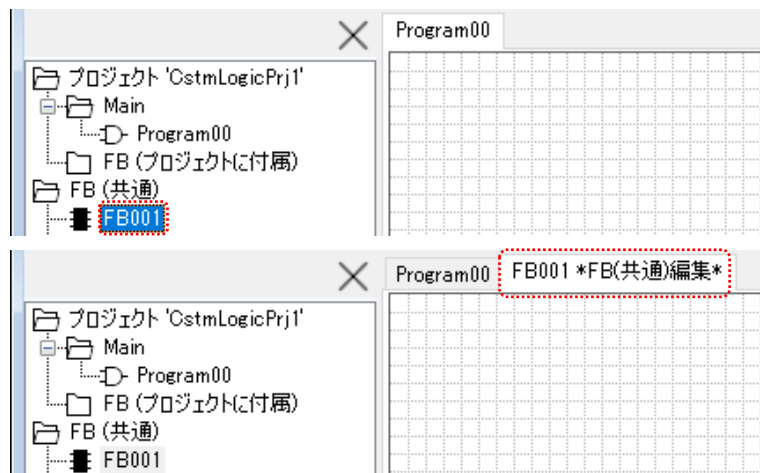 Program00
プロジェクト 'CstmLogicPrj1'
Main
Program00
FB (プロジェクトに付属)
FB (共通)
FB001
Program00 FB001 *FB(共通)編集*
プロジェクト 'CstmLogicPrj1'
Main
Program00
FB (プロジェクトに付属)
FB (共通)
FB001